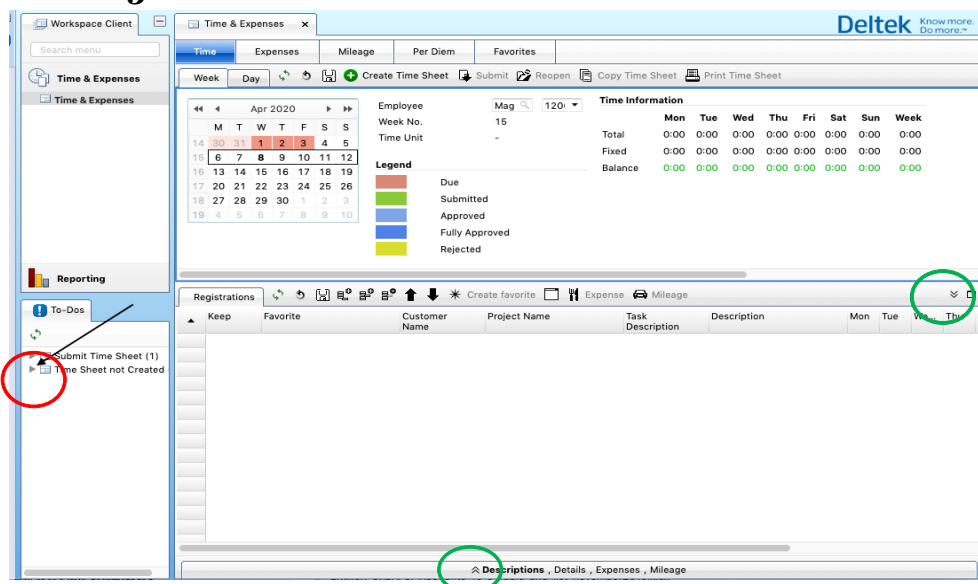 Workspace Client
Time & Expenses x
Deltek Know more. Do more.™
Search menu
Time & Expenses
Time & Expenses
Reporting
To-Dos
Submit Time Sheet (1)
Time Sheet not Created
Time Expenses Mileage Per Diem Favorites
Week Day Create Time Sheet Submit Reopen Copy Time Sheet Print Time Sheet
Apr 2020
M T W T F S S
14 30 31 1 2 3 4 5
15 6 7 8 9 10 11 12
16 13 14 15 16 17 18 19
17 20 21 22 23 24 25 26
18 27 28 29 30 1 2 3
19 4 5 6 7 8 9 10
Employee Mag 120
Week No. 15
Time Unit -
Legend
Due
Submitted
Approved
Fully Approved
Rejected
Time Information
Mon Tue Wed Thu Fri Sat Sun Week
Total 0:00 0:00 0:00 0:00 0:00 0:00 0:00 0:00
Fixed 0:00 0:00 0:00 0:00 0:00 0:00 0:00 0:00
Balance 0:00 0:00 0:00 0:00 0:00 0:00 0:00 0:00
Registrations Create favorite Expense Mileage
Keep Favorite Customer Name Project Name Task Description Description Mon Tue We... Thu
Descriptions , Details , Expenses , Mileage